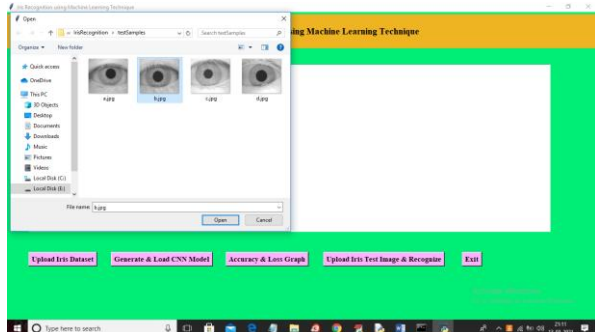 Iris Recognition using Machine Learning Technique
Open
IrisRecognition > testSamples
Search testSamples
ing Machine Learning Technique
Organize
New folder
Quick access
OneDrive
This PC
3D Objects
Desktop
Documents
Downloads
Music
Pictures
Videos
Local Disk (C:)
Local Disk (E:)
a.jpg
b.jpg
c.jpg
d.jpg
File name: b.jpg
Open
Cancel
Upload Iris Dataset
Generate & Load CNN Model
Accuracy & Loss Graph
Upload Iris Test Image & Recognize
Exit
Type here to search